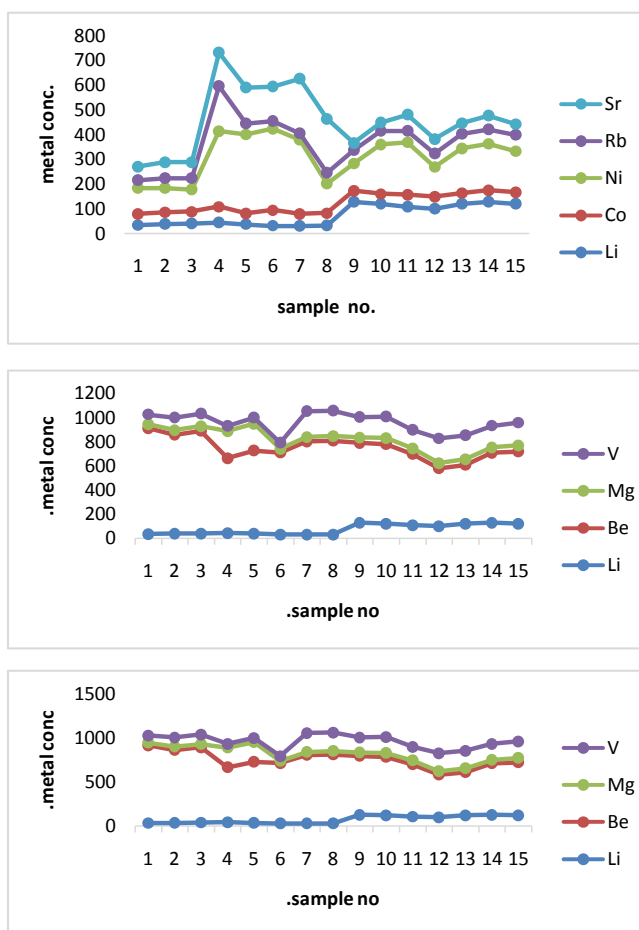 metal conc.
800
700
600
500
400
300
200
100
0
1 2 3 4 5 6 7 8 9 10 11 12 13 14 15
sample no.
Sr
Rb
Ni
Co
Li
.metal conc
1200
1000
800
600
400
200
0
1 2 3 4 5 6 7 8 9 10 11 12 13 14 15
.sample no
V
Mg
Be
Li
.metal conc
1500
1000
500
0
1 2 3 4 5 6 7 8 9 10 11 12 13 14 15
.sample no
V
Mg
Be
Li